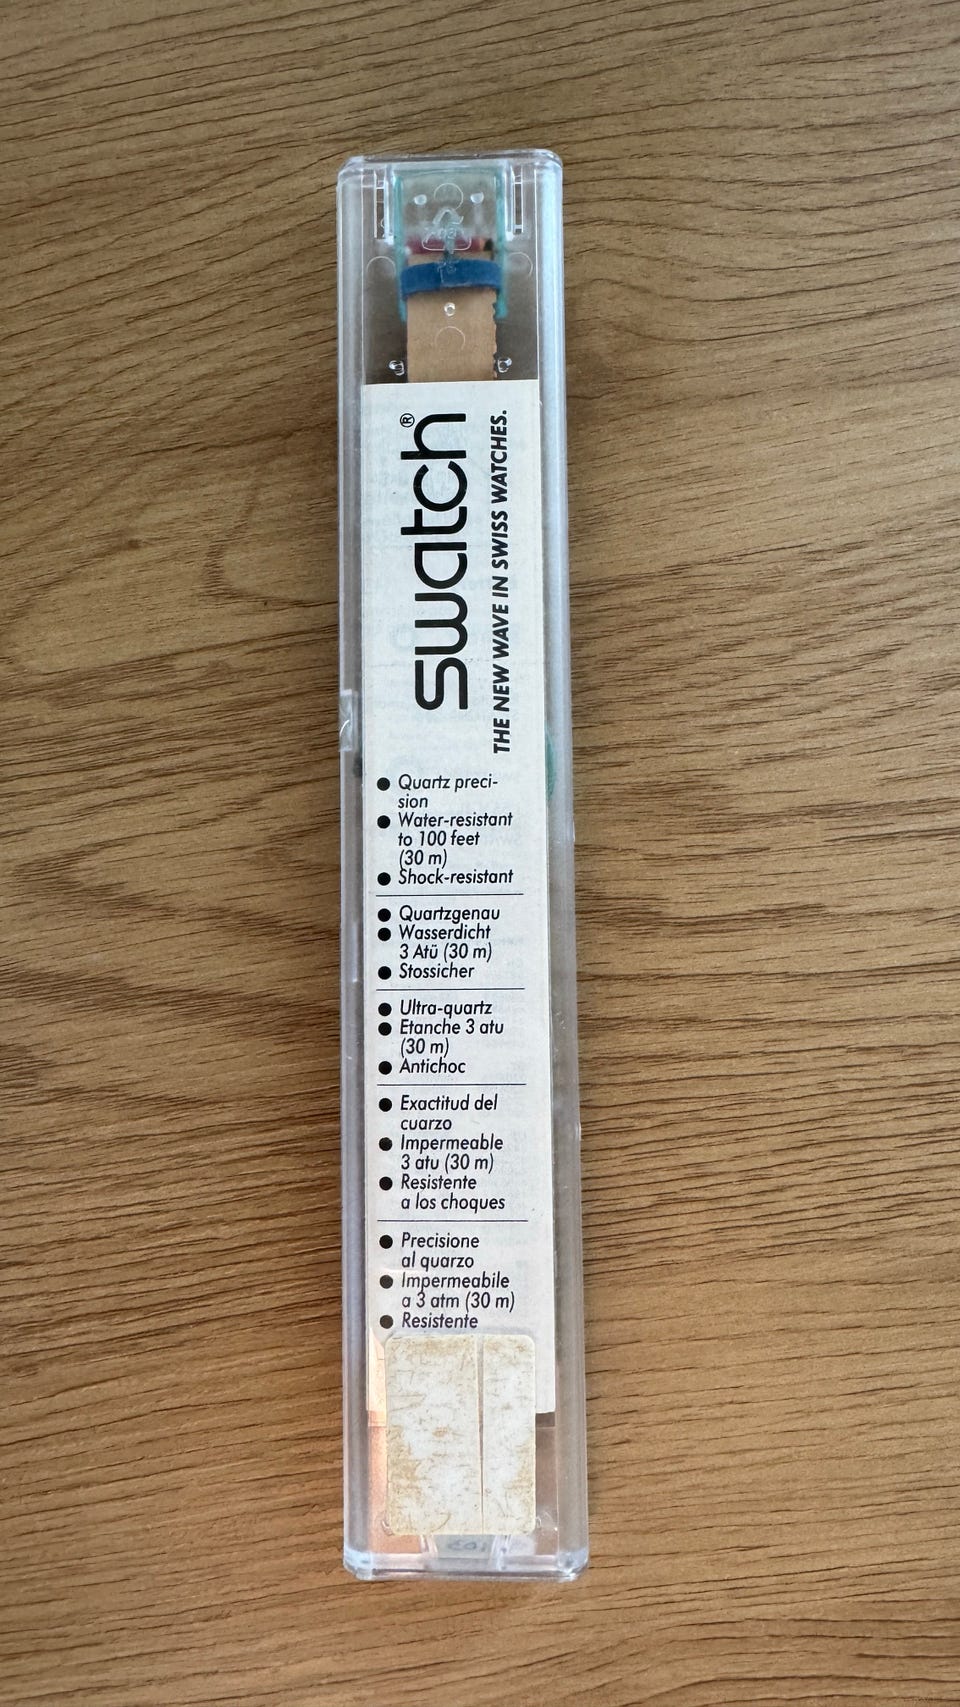 swatch®
THE NEW WAVE IN SWISS WATCHES.
● Quartz preci-
sion
● Water-resistant
to 100 feet
(30 m)
● Shock-resistant
● Quartzgenau
● Wasserdicht
3 Atü (30 m)
● Stossicher
● Ultra-quartz
● Etanche 3 atu
(30 m)
● Antichoc
● Exactitud del
cuarzo
● Impermeable
3 atu (30 m)
● Resistente
a los choques
● Precisione
al quarzo
● Impermeabile
a 3 atm (30 m)
● Resistente